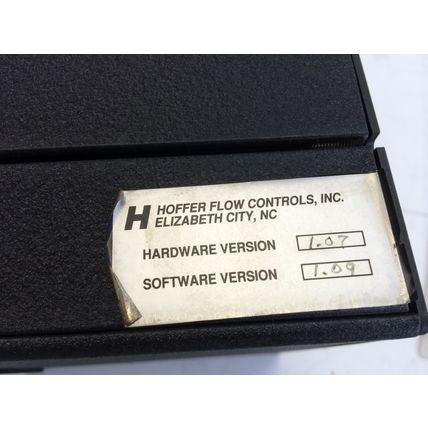 H HOFFER FLOW CONTROLS, INC.
ELIZABETH CITY, NC
HARDWARE VERSION 1.07
SOFTWARE VERSION 1.09